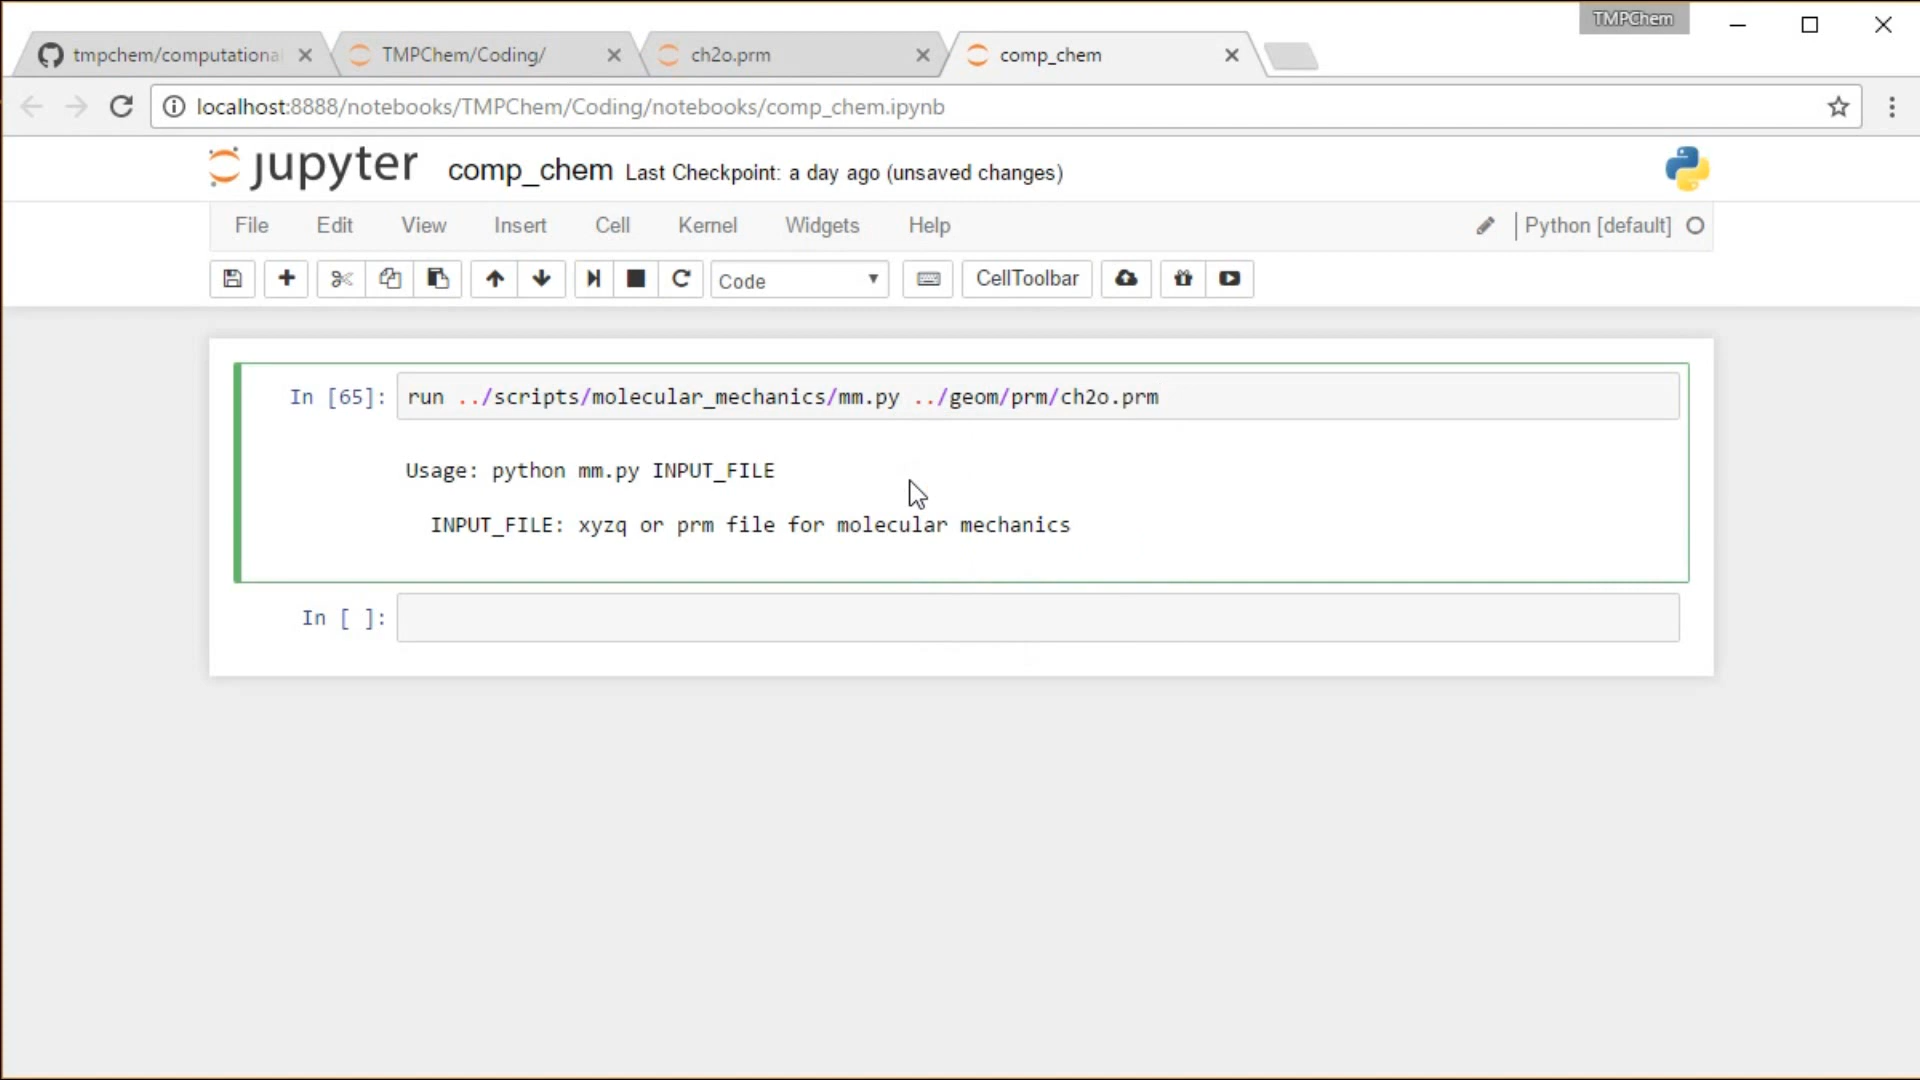 TMPChem
tmpchem/computational
TMPChem/Coding/
ch2o.prm
comp_chem
localhost:8888/notebooks/TMPChem/Coding/notebooks/comp_chem.ipynb
jupyter comp_chem Last Checkpoint: a day ago (unsaved changes)
File Edit View Insert Cell Kernel Widgets Help Python [default]
Code CellToolbar
In [65]: run ../scripts/molecular_mechanics/mm.py ../geom/prm/ch2o.prm
Usage: python mm.py INPUT_FILE
INPUT_FILE: xyzq or prm file for molecular mechanics
In [ ]: